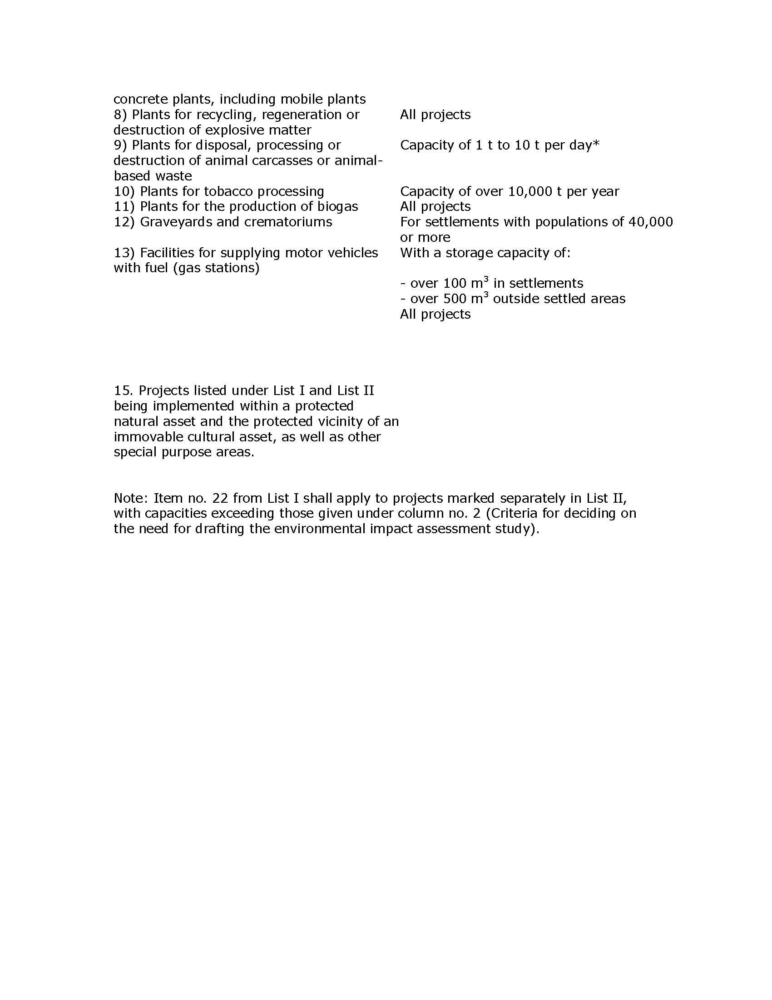 concrete plants, including mobile plants
8) Plants for recycling, regeneration or All projects
destruction of explosive matter
9) Plants for disposal, processing or Capacity of 1 t to 10 t per day*
destruction of animal carcasses or animal-
based waste
10) Plants for tobacco processing Capacity of over 10,000 t per year
11) Plants for the production of biogas All projects
12) Graveyards and crematoriums For settlements with populations of 40,000
or more
13) Facilities for supplying motor vehicles With a storage capacity of:
with fuel (gas stations)
- over 100 m³ in settlements
- over 500 m³ outside settled areas
All projects
15. Projects listed under List I and List II
being implemented within a protected
natural asset and the protected vicinity of an
immovable cultural asset, as well as other
special purpose areas.
Note: Item no. 22 from List I shall apply to projects marked separately in List II,
with capacities exceeding those given under column no. 2 (Criteria for deciding on
the need for drafting the environmental impact assessment study).